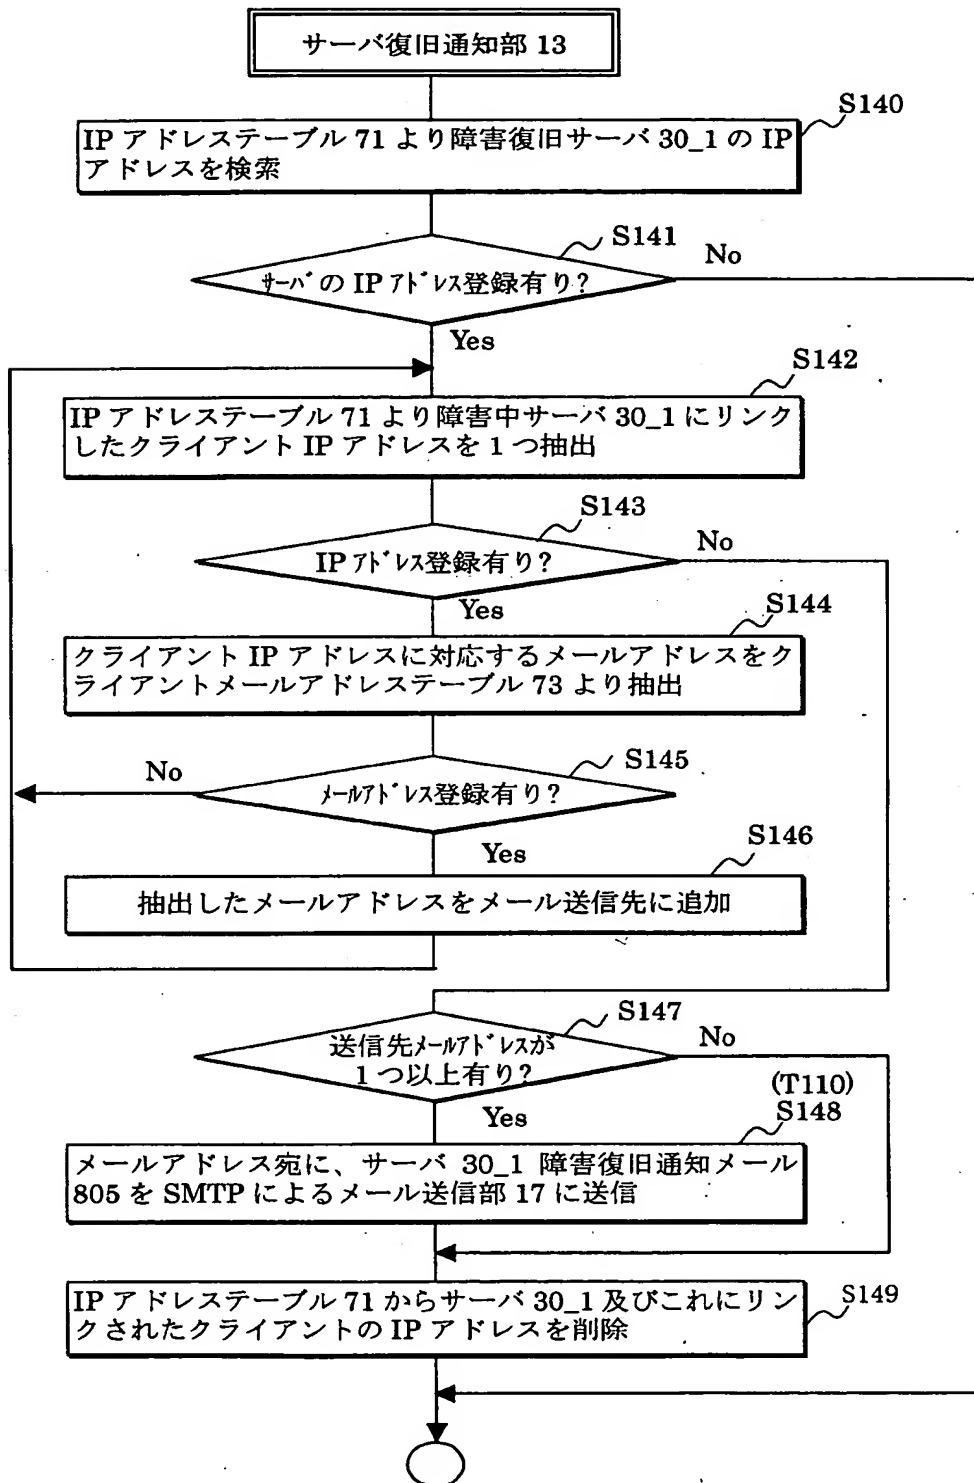 サーバ復旧通知部 13
S140
IP アドレステーブル 71 より障害復旧サーバ 30_1 の IP
アドレスを検索
S141
No
サーバの IP アドレス登録有り?
Yes
S142
IP アドレステーブル 71 より障害中サーバ 30_1 にリンク
したクライアント IP アドレスを 1 つ抽出
S143
No
IP アドレス登録有り?
Yes
S144
クライアント IP アドレスに対応するメールアドレスをク
ライアントメールアドレステーブル 73 より抽出
S145
No
メールアドレス登録有り?
Yes
S146
抽出したメールアドレスをメール送信先に追加
S147
No
送信先メールアドレスが
1 つ以上有り?
(T110)
Yes
S148
メールアドレス宛に、サーバ 30_1 障害復旧通知メール
805 を SMTP によるメール送信部 17 に送信
S149
IP アドレステーブル 71 からサーバ 30_1 及びこれにリン
クされたクライアントの IP アドレスを削除